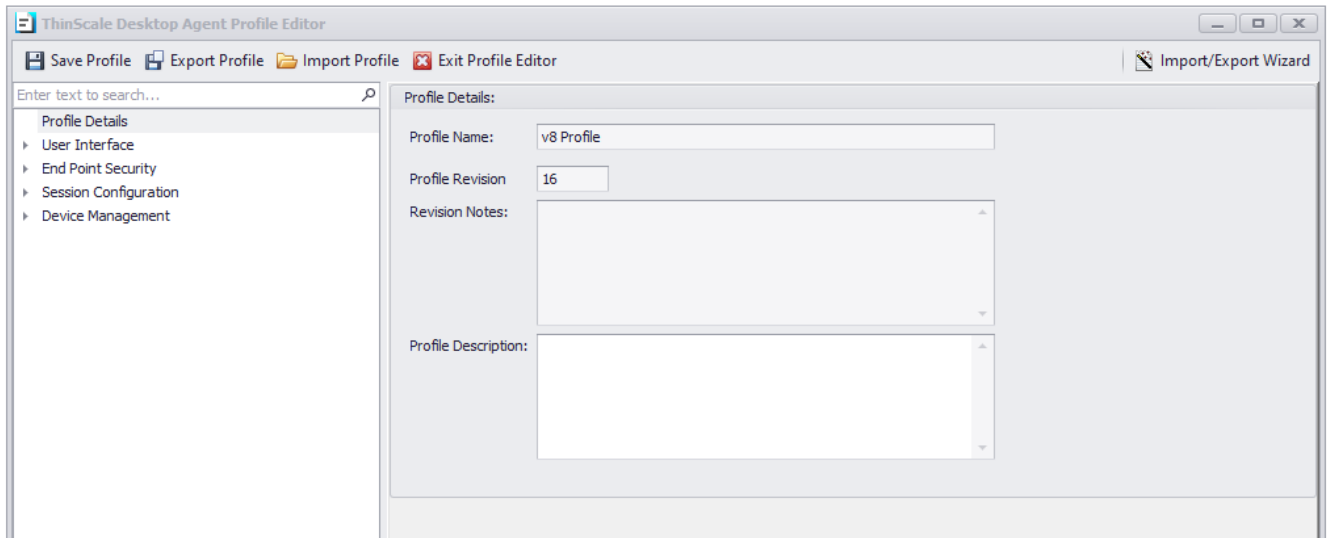 ThinScale Desktop Agent Profile Editor
Save Profile Export Profile Import Profile Exit Profile Editor Import/Export Wizard
Enter text to search...
Profile Details
User Interface
End Point Security
Session Configuration
Device Management
Profile Details:
Profile Name: v8 Profile
Profile Revision 16
Revision Notes:
Profile Description: